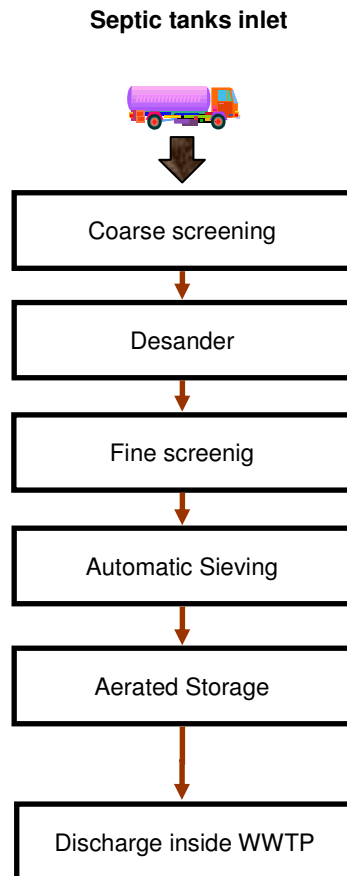 Septic tanks inlet
Coarse screening
Desander
Fine screenig
Automatic Sieving
Aerated Storage
Discharge inside WWTP